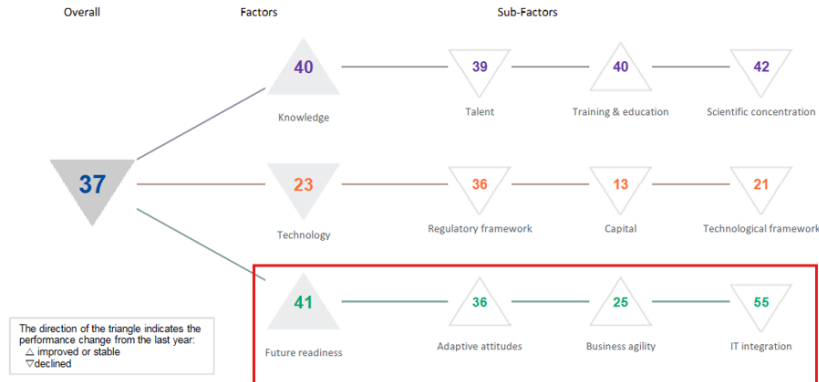 Overall Factors Sub-Factors
40 39 40 42
Knowledge Talent Training & education Scientific concentration
37
23 36 13 21
Technology Regulatory framework Capital Technological framework
41 36 25 55
Future readiness Adaptive attitudes Business agility IT integration
The direction of the triangle indicates the
performance change from the last year:
△ improved or stable
▽declined